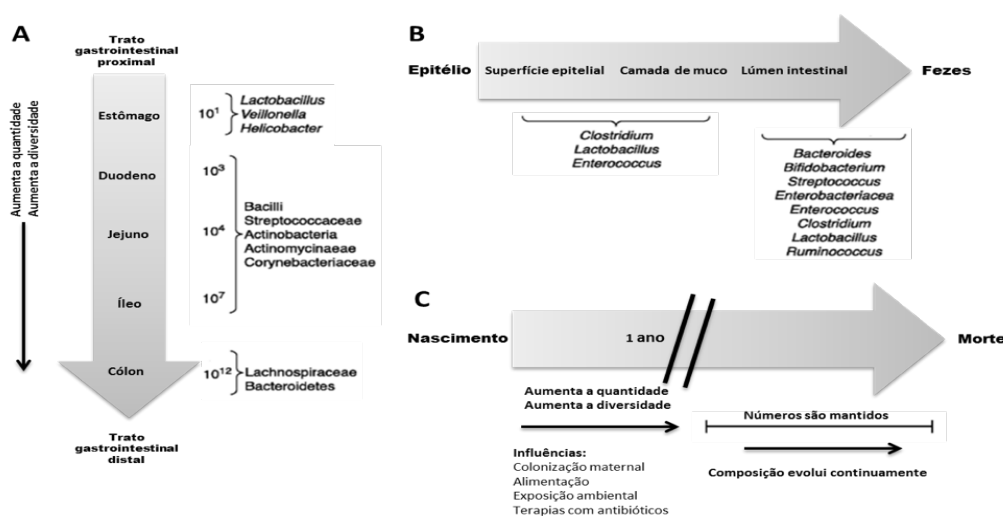 A
Trato
gastrointestinal
proximal
Aumenta a quantidade
Aumenta a diversidade
Estômago
10¹
Lactobacillus
Veillonella
Helicobacter
Duodeno
10³
Jejuno
10⁴
Íleo
10⁷
Bacilli
Streptococcaceae
Actinobacteria
Actinomycinaeae
Corynebacteriaceae
Cólon
10¹²
Lachnospiraceae
Bacteroidetes
Trato
gastrointestinal
distal
B
Epitélio
Superfície epitelial
Camada de muco
Lúmen intestinal
Fezes
Clostridium
Lactobacillus
Enterococcus
Bacteroides
Bifidobacterium
Streptococcus
Enterobacteriacea
Enterococcus
Clostridium
Lactobacillus
Ruminococcus
C
Nascimento
1 ano
Morte
Aumenta a quantidade
Aumenta a diversidade
Números são mantidos
Influências:
Colonização maternal
Alimentação
Exposição ambiental
Terapias com antibióticos
Composição evolui continuamente